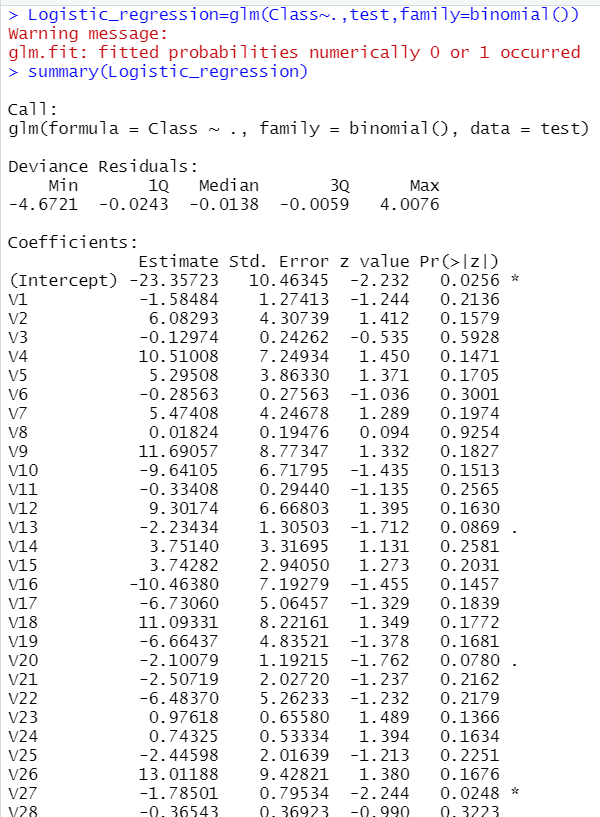 > Logistic_regression=glm(Class~.,test,family=binomial())
Warning message:
glm.fit: fitted probabilities numerically 0 or 1 occurred
> summary(Logistic_regression)
Call:
glm(formula = Class ~ ., family = binomial(), data = test)
Deviance Residuals:
Min 1Q Median 3Q Max
-4.6721 -0.0243 -0.0138 -0.0059 4.0076
Coefficients:
Estimate Std. Error z value Pr(>|z|)
(Intercept) -23.35723 10.46345 -2.232 0.0256 *
V1 -1.58484 1.27413 -1.244 0.2136
V2 6.08293 4.30739 1.412 0.1579
V3 -0.12974 0.24262 -0.535 0.5928
V4 10.51008 7.24934 1.450 0.1471
V5 5.29508 3.86330 1.371 0.1705
V6 -0.28563 0.27563 -1.036 0.3001
V7 5.47408 4.24678 1.289 0.1974
V8 0.01824 0.19476 0.094 0.9254
V9 11.69057 8.77347 1.332 0.1827
V10 -9.64105 6.71795 -1.435 0.1513
V11 -0.33408 0.29440 -1.135 0.2565
V12 9.30174 6.66803 1.395 0.1630
V13 -2.23434 1.30503 -1.712 0.0869 .
V14 3.75140 3.31695 1.131 0.2581
V15 3.74282 2.94050 1.273 0.2031
V16 -10.46380 7.19279 -1.455 0.1457
V17 -6.73060 5.06457 -1.329 0.1839
V18 11.09331 8.22161 1.349 0.1772
V19 -6.66437 4.83521 -1.378 0.1681
V20 -2.10079 1.19215 -1.762 0.0780 .
V21 -2.50719 2.02720 -1.237 0.2162
V22 -6.48370 5.26233 -1.232 0.2179
V23 0.97618 0.65580 1.489 0.1366
V24 0.74325 0.53334 1.394 0.1634
V25 -2.44598 2.01639 -1.213 0.2251
V26 13.01188 9.42821 1.380 0.1676
V27 -1.78501 0.79534 -2.244 0.0248 *
V28 -0.36543 0.36923 -0.990 0.3223